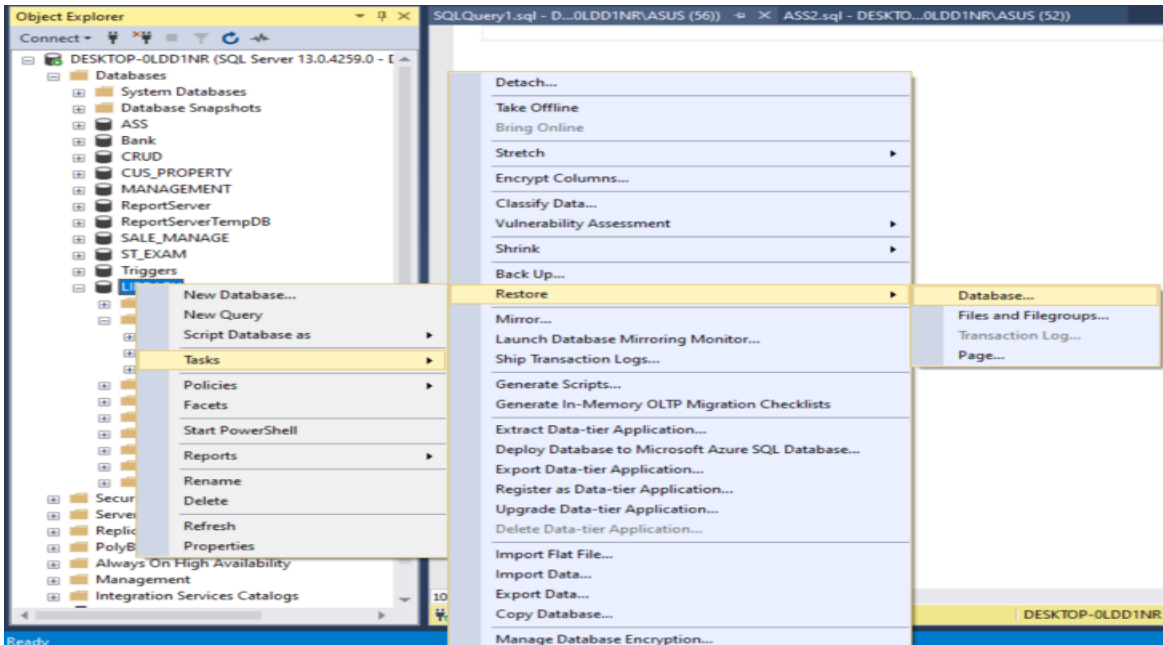 Object Explorer
SQLQuery1.sql - D...0LDD1NR\ASUS (56))
ASS2.sql - DESKTO...0LDD1NR\ASUS (52))
Connect
DESKTOP-0LDD1NR (SQL Server 13.0.4259.0 - D
Databases
System Databases
Database Snapshots
ASS
Bank
CRUD
CUS_PROPERTY
MANAGEMENT
ReportServer
ReportServerTempDB
SALE_MANAGE
ST_EXAM
Triggers
Secur
Server
Replic
PolyB
Always On High Availability
Management
Integration Services Catalogs
New Database...
New Query
Script Database as
Tasks
Policies
Facets
Start PowerShell
Reports
Rename
Delete
Refresh
Properties
Detach...
Take Offline
Bring Online
Stretch
Encrypt Columns...
Classify Data...
Vulnerability Assessment
Shrink
Back Up...
Restore
Mirror...
Launch Database Mirroring Monitor...
Ship Transaction Logs...
Generate Scripts...
Generate In-Memory OLTP Migration Checklists
Extract Data-tier Application...
Deploy Database to Microsoft Azure SQL Database...
Export Data-tier Application...
Register as Data-tier Application...
Upgrade Data-tier Application...
Delete Data-tier Application...
Import Flat File...
Import Data...
Export Data...
Copy Database...
Manage Database Encryption...
Database...
Files and Filegroups...
Transaction Log...
Page...
10
DESKTOP-0LDD1NR
Ready